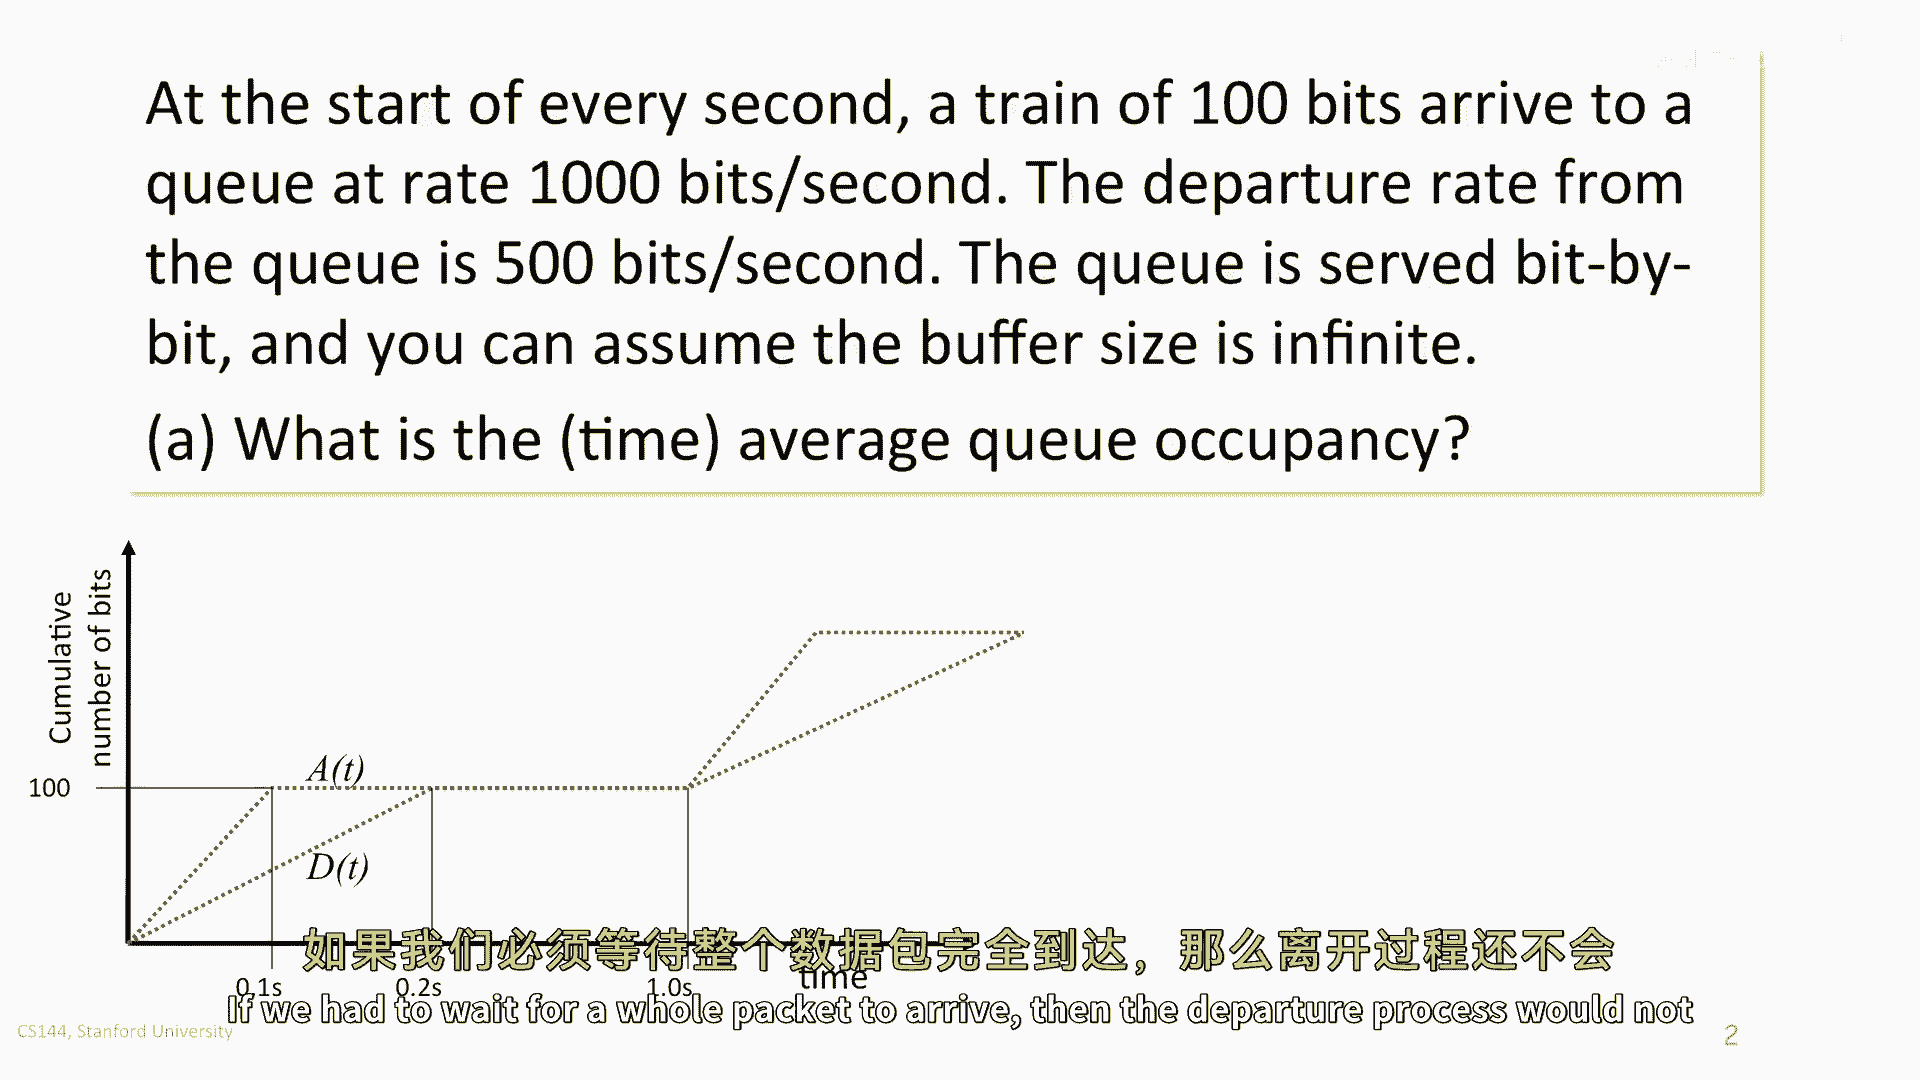 At the start of every second, a train of 100 bits arrive to a
queue at rate 1000 bits/second. The departure rate from
the queue is 500 bits/second. The queue is served bit-by-
bit, and you can assume the buffer size is infinite.
(a) What is the (time) average queue occupancy?
Cumulative
number of bits
A(t)
100
D(t)
如果我们必须等待整个数据包完全到达，那么离开过程还不会
time
0.1s
0.2s
1.0s
If we had to wait for a whole packet to arrive, then the departure process would not
CS144, Stanford University
2